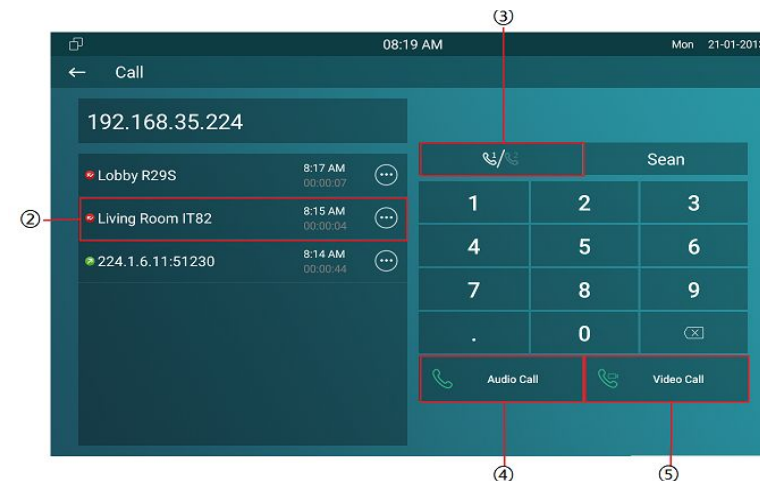 ③
08:19 AM Mon 21-01-2013
← Call
192.168.35.224
Lobby R29S 8:17 AM
00:00:07
② Living Room IT82 8:15 AM
00:00:04
224.1.6.11:51230 8:14 AM
00:00:44
1/2 Sean
1 2 3
4 5 6
7 8 9
. 0
Audio Call Video Call
④ ⑤